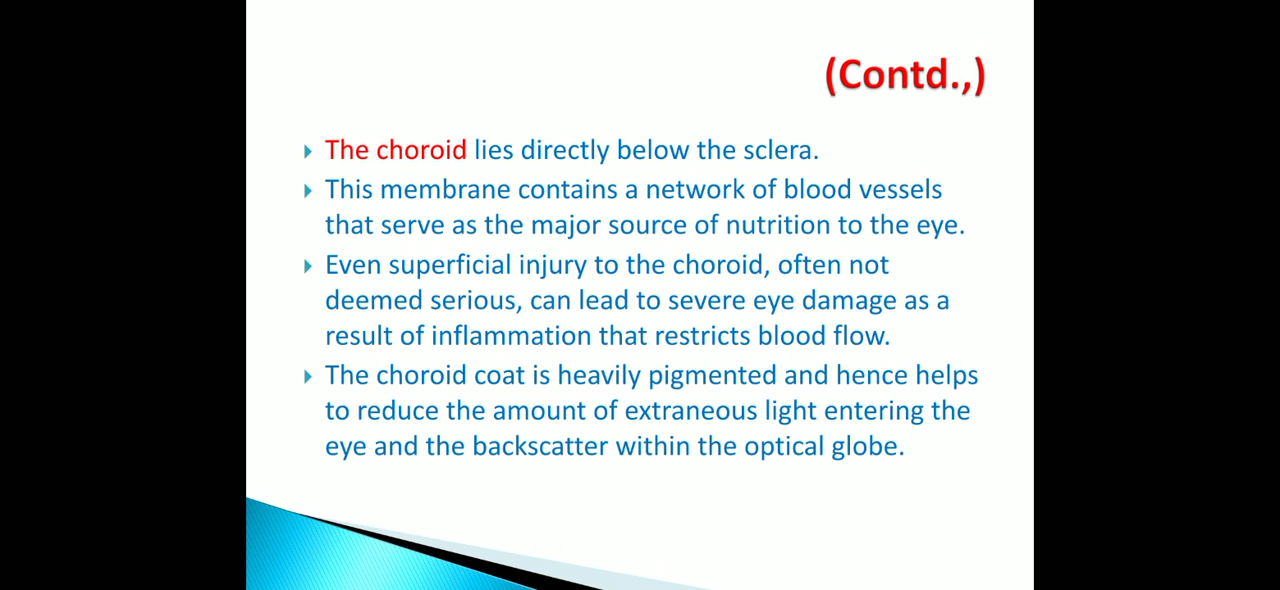 (Contd.,)
The choroid lies directly below the sclera.
This membrane contains a network of blood vessels
that serve as the major source of nutrition to the eye.
Even superficial injury to the choroid, often not
deemed serious, can lead to severe eye damage as a
result of inflammation that restricts blood flow.
The choroid coat is heavily pigmented and hence helps
to reduce the amount of extraneous light entering the
eye and the backscatter within the optical globe.